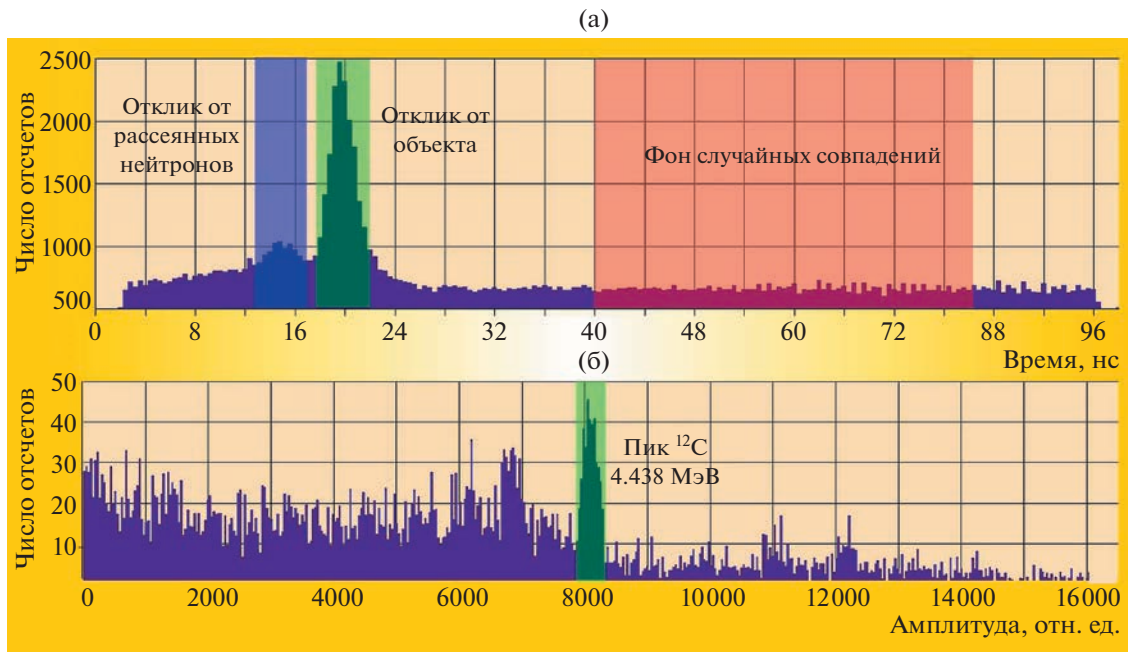 (а)
Число отсчетов
2500
2000
1500
1000
500
Отклик от
рассеянных
нейтронов
Отклик от
объекта
Фон случайных совпадений
0 8 16 24 32 40 48 60 72 88 96
Время, нс
(б)
Число отсчетов
50
40
30
20
10
Пик ¹²C
4.438 МэВ
0 2000 4000 6000 8000 10000 12000 14000 16000
Амплитуда, отн. ед.